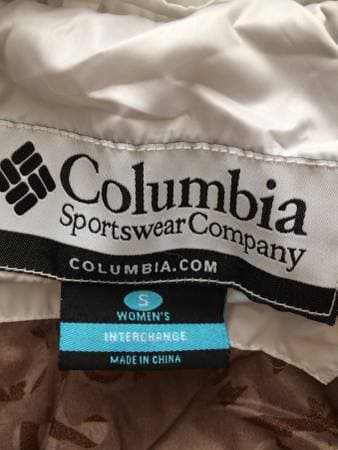 Columbia
Sportswear Company
COLUMBIA.COM
S
WOMEN'S
INTERCHANGE
MADE IN CHINA